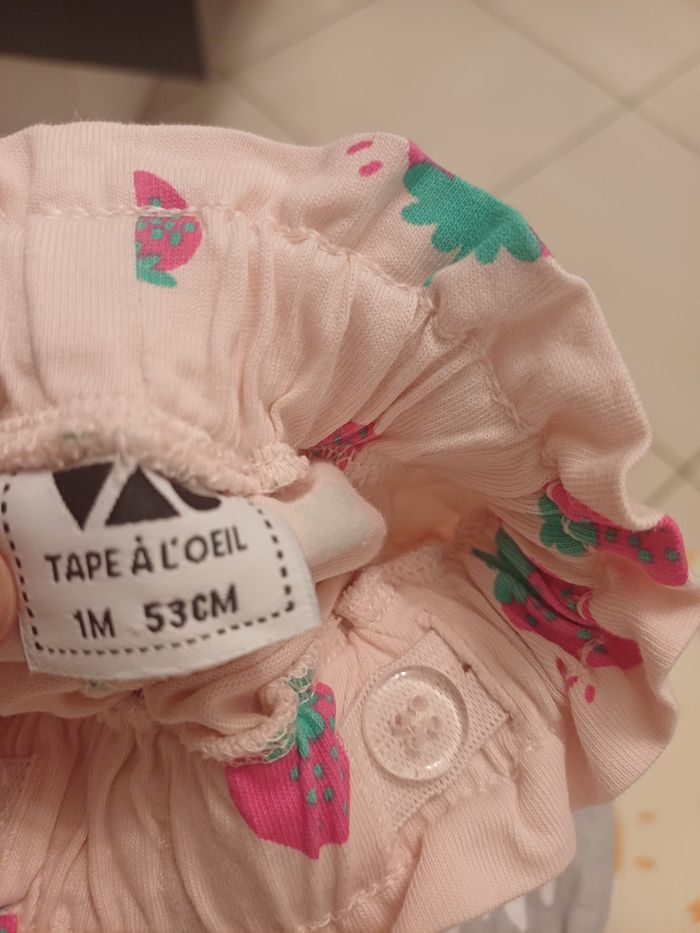 TAPE À L'OEIL
1M 53CM